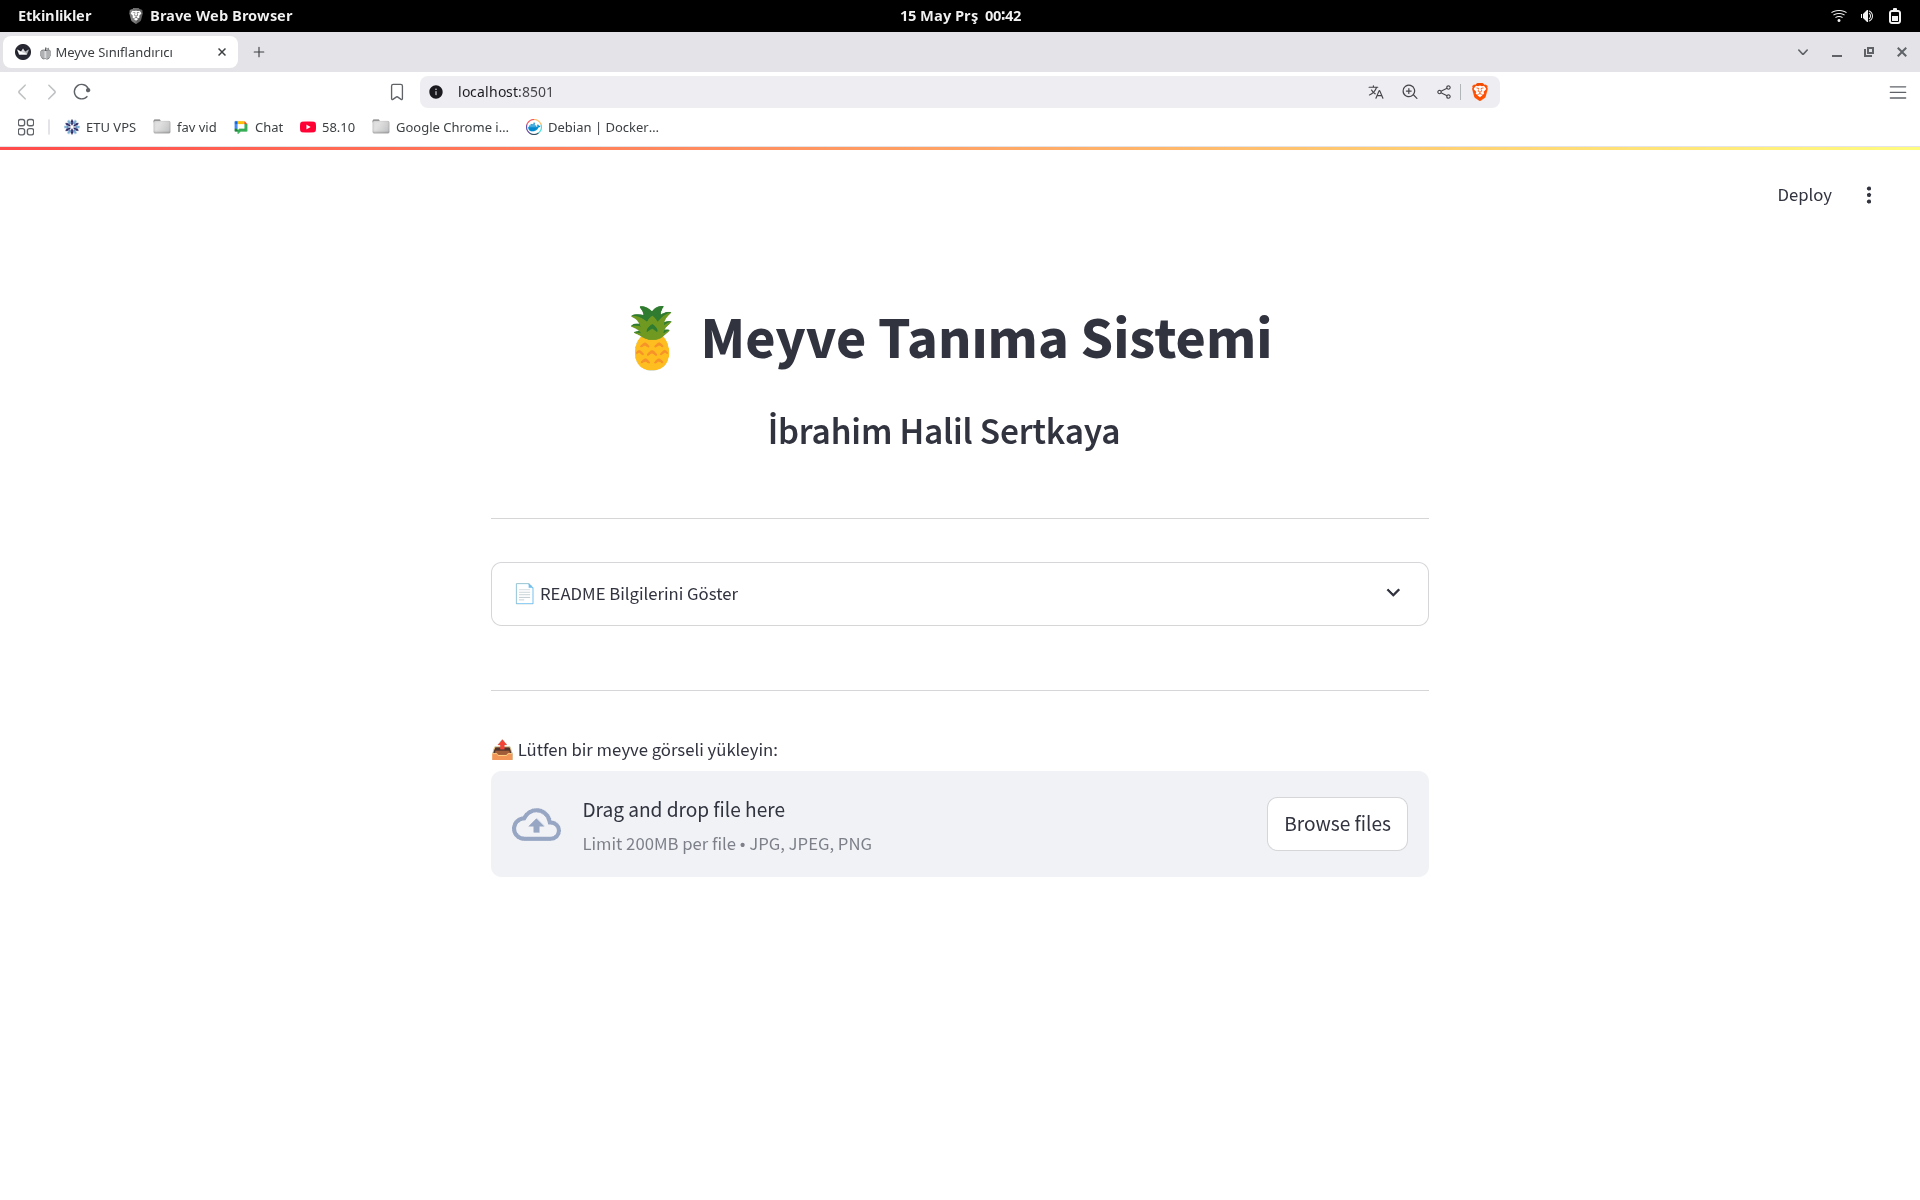 Etkinlikler Brave Web Browser 15 May Prş 00:42
Meyve Sınıflandırıcı
localhost:8501
ETU VPS fav vid Chat 58.10 Google Chrome i... Debian | Docker...
Deploy
🍍 Meyve Tanıma Sistemi
İbrahim Halil Sertkaya
📄 README Bilgilerini Göster
📤 Lütfen bir meyve görseli yükleyin:
Drag and drop file here
Limit 200MB per file • JPG, JPEG, PNG
Browse files